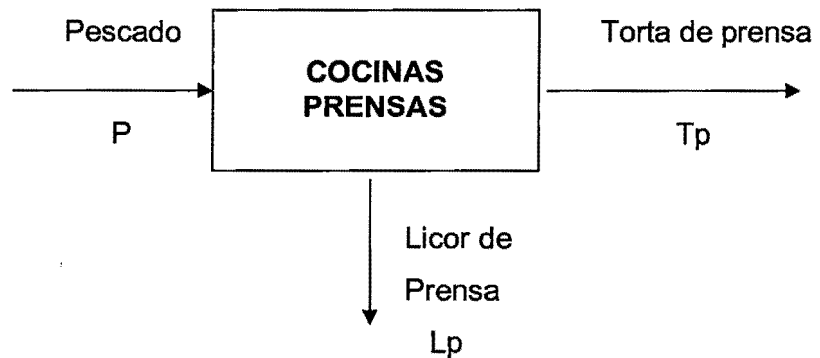 Pescado
P
COCINAS
PRENSAS
Torta de prensa
Tp
Licor de
Prensa
Lp